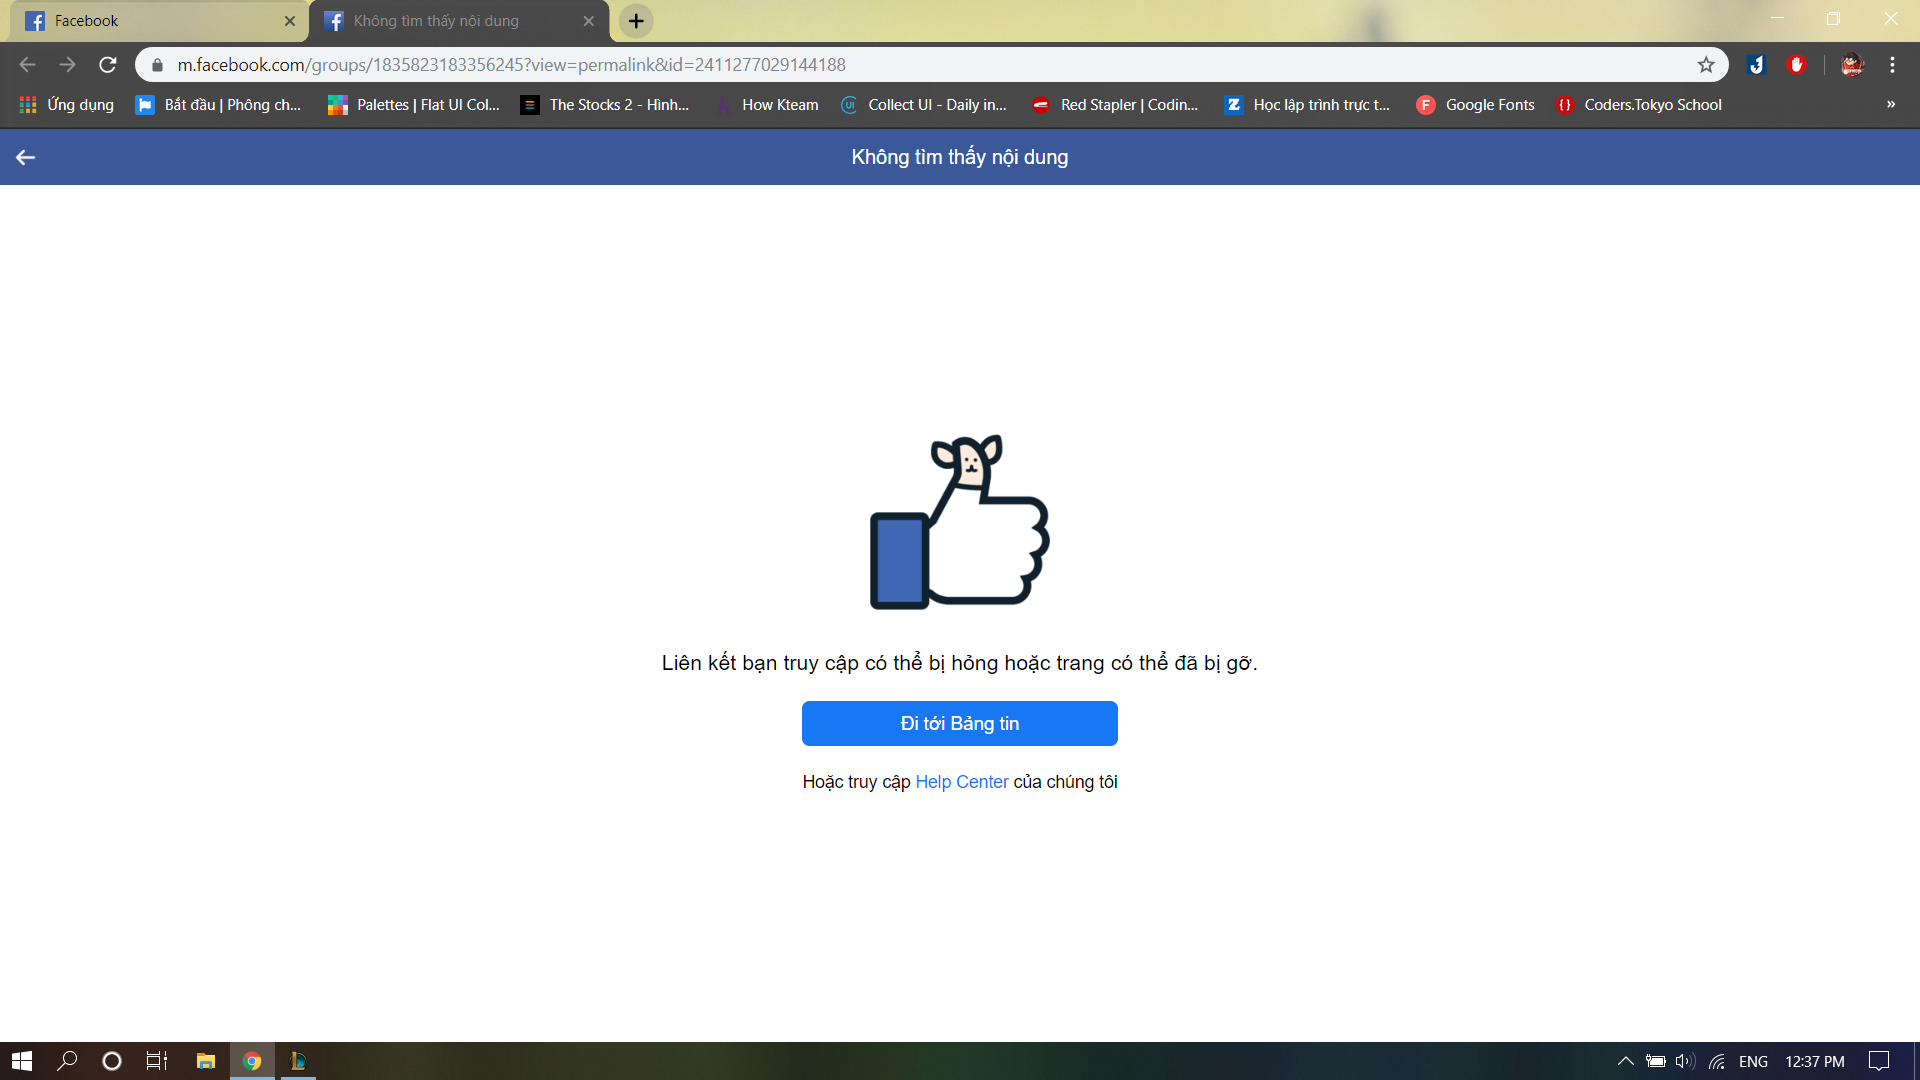 Facebook
Không tìm thấy nội dung
m.facebook.com/groups/1835823183356245?view=permalink&id=2411277029144188
Ứng dụng
Bắt đầu | Phông ch...
Palettes | Flat UI Col...
The Stocks 2 - Hình...
How Kteam
Collect UI - Daily in...
Red Stapler | Codin...
Học lập trình trực t...
Google Fonts
Coders.Tokyo School
»
Không tìm thấy nội dung
Liên kết bạn truy cập có thể bị hỏng hoặc trang có thể đã bị gỡ.
Đi tới Bảng tin
Hoặc truy cập Help Center của chúng tôi
ENG
12:37 PM